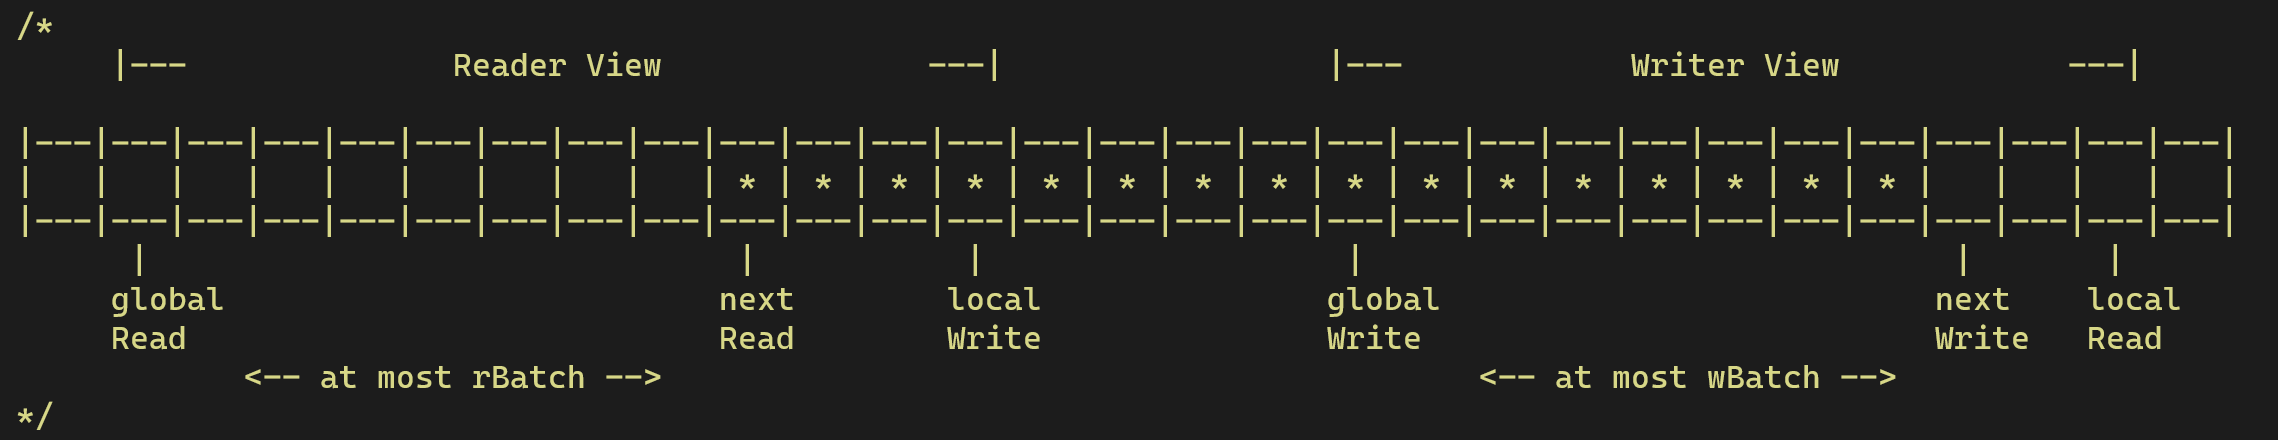 /*
     |---              Reader View              ---|                 |---            Writer View            ---|

|---|---|---|---|---|---|---|---|---|---|---|---|---|---|---|---|---|---|---|---|---|---|---|---|---|---|---|---|---|
|   |   |   |   |   |   |   |   |   | * | * | * | * | * | * | * | * | * | * | * | * | * | * | * | * |   |   |   |   |
|---|---|---|---|---|---|---|---|---|---|---|---|---|---|---|---|---|---|---|---|---|---|---|---|---|---|---|---|---|
      |                               |           |                   |                               |       |
     global                          next        local               global                          next    local
     Read                            Read        Write               Write                           Write   Read
            <-- at most rBatch -->                                           <-- at most wBatch -->
*/